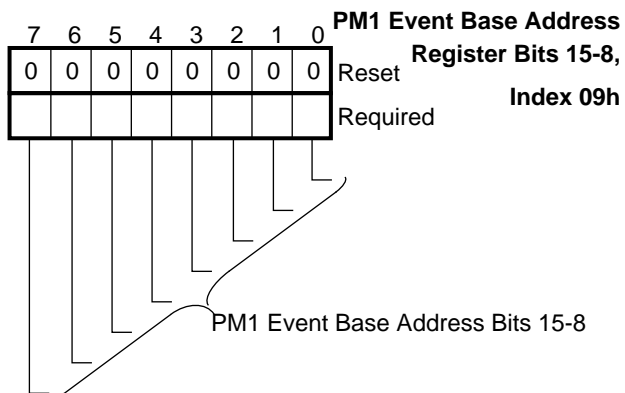 PM1 Event Base Address
Register Bits 15-8,
Index 09h
7 6 5 4 3 2 1 0
0 0 0 0 0 0 0 0 Reset
Required
PM1 Event Base Address Bits 15-8